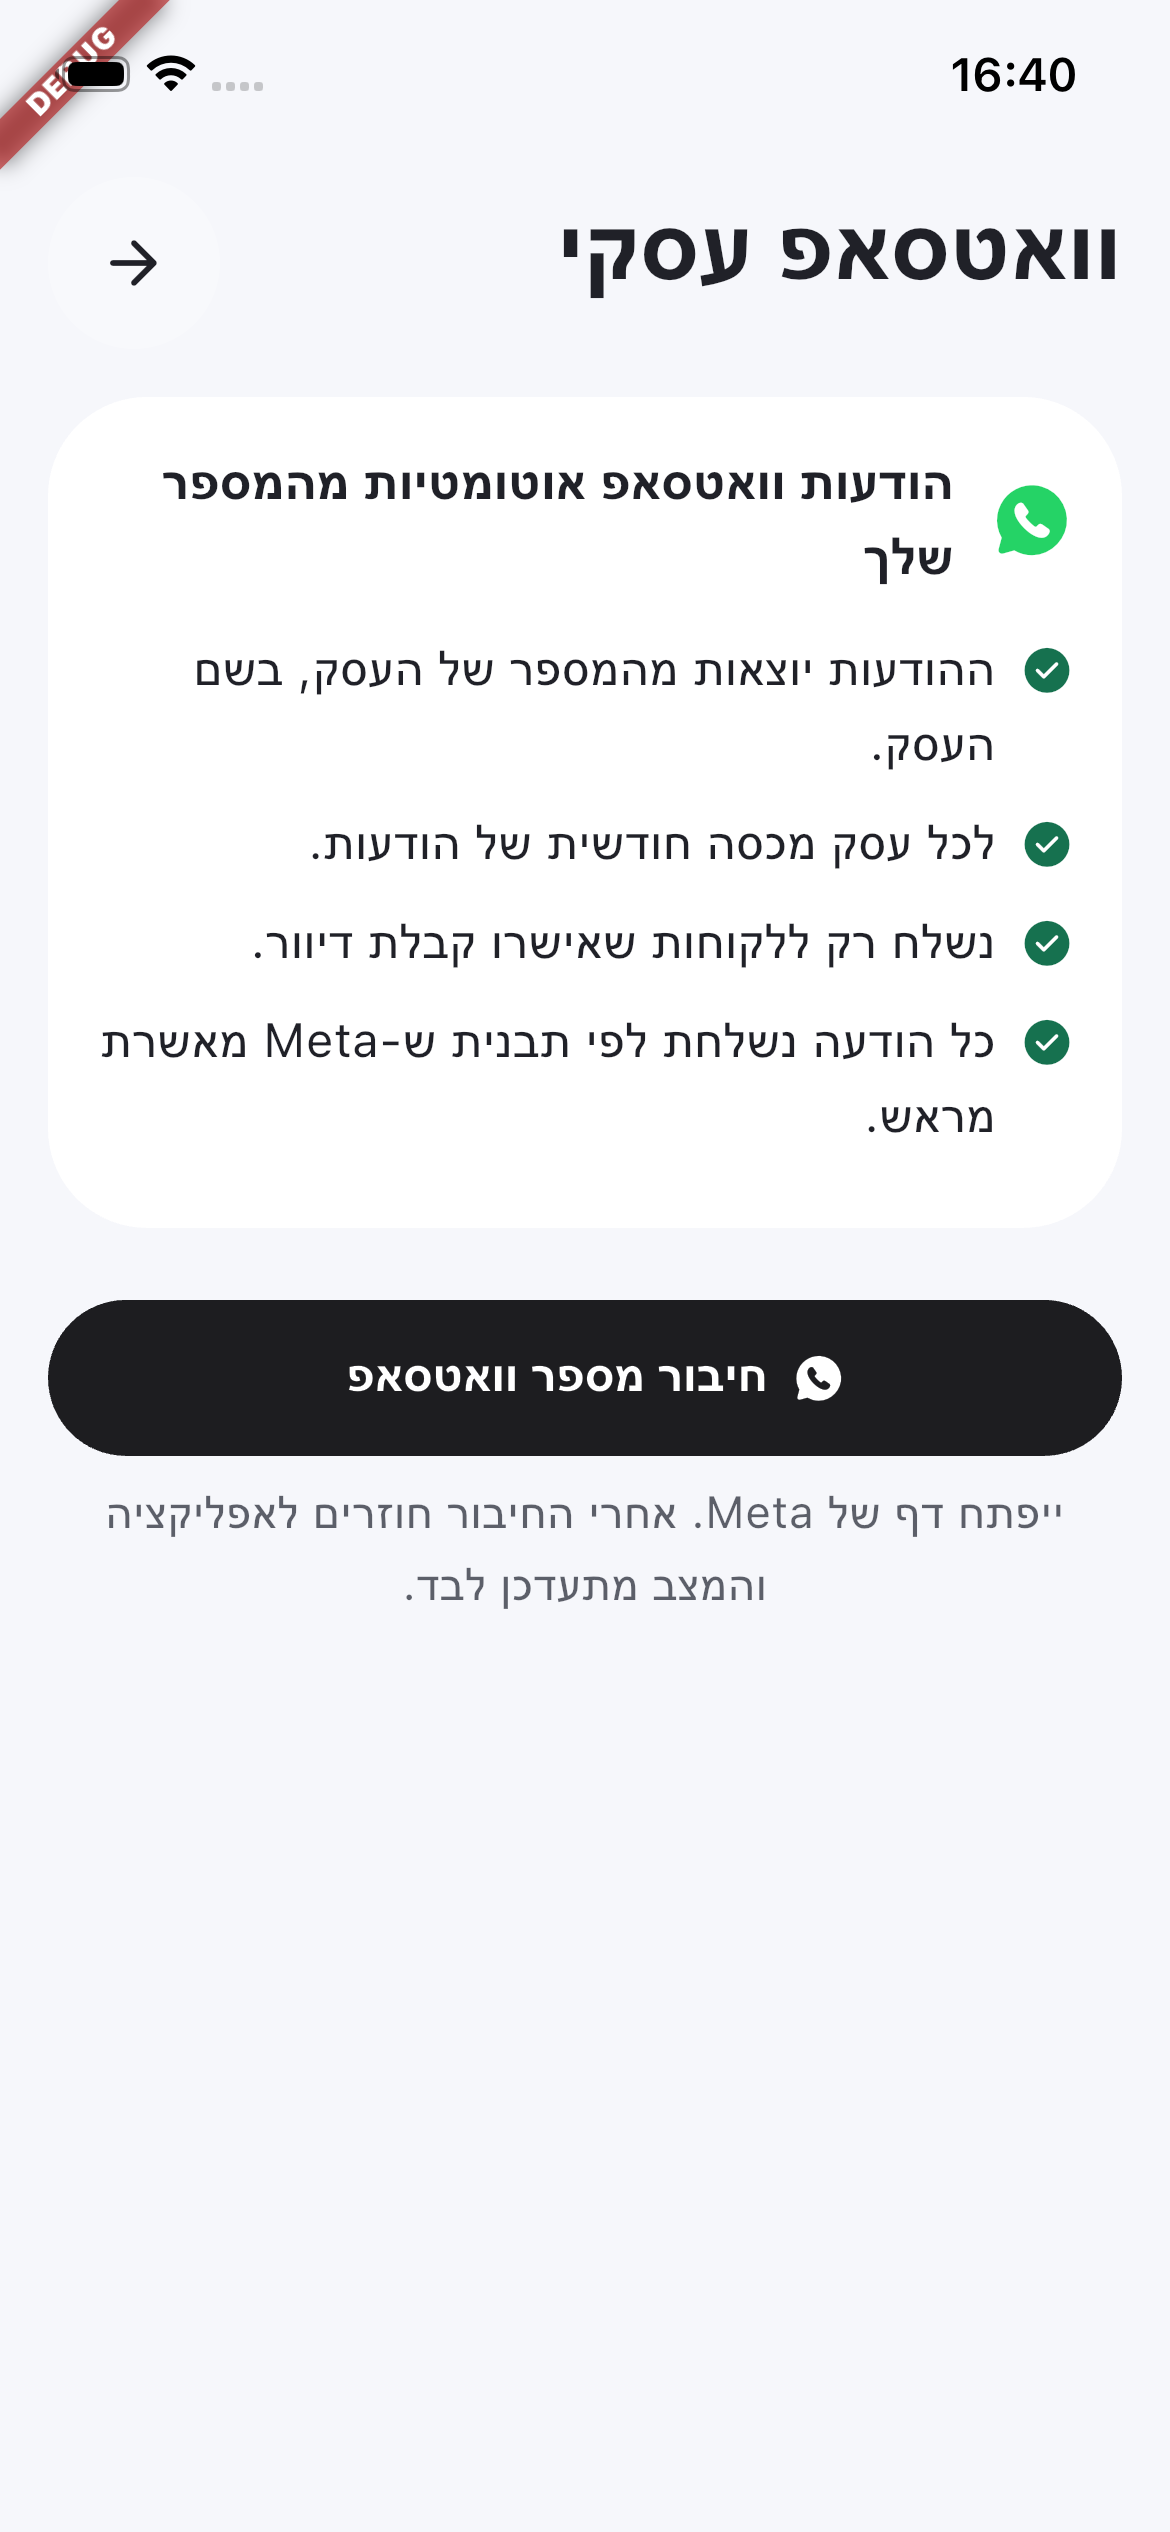 16:40
DEBUG
וואטסאפ עסקי
הודעות וואטסאפ אוטומטיות מהמספר
שלך
ההודעות יוצאות מהמספר של העסק, בשם
העסק.
לכל עסק מכסה חודשית של הודעות.
נשלח רק ללקוחות שאישרו קבלת דיוור.
כל הודעה נשלחת לפי תבנית ש-Meta מאשרת
מראש.
חיבור מספר וואטסאפ
ייפתח דף של Meta. אחרי החיבור חוזרים לאפליקציה
והמצב מתעדכן לבד.